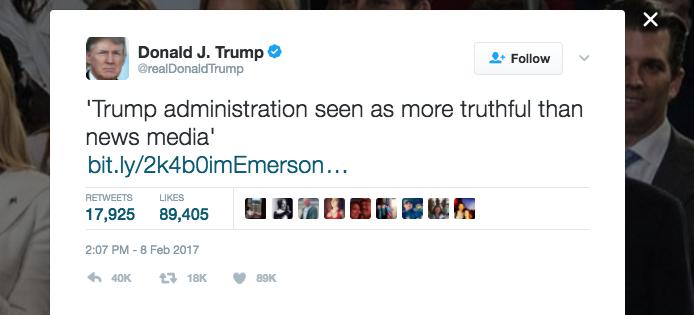 Donald J. Trump
@realDonaldTrump
Follow
'Trump administration seen as more truthful than
news media'
bit.ly/2k4b0imEmerson…
RETWEETS LIKES
17,925 89,405
2:07 PM - 8 Feb 2017
40K 18K 89K